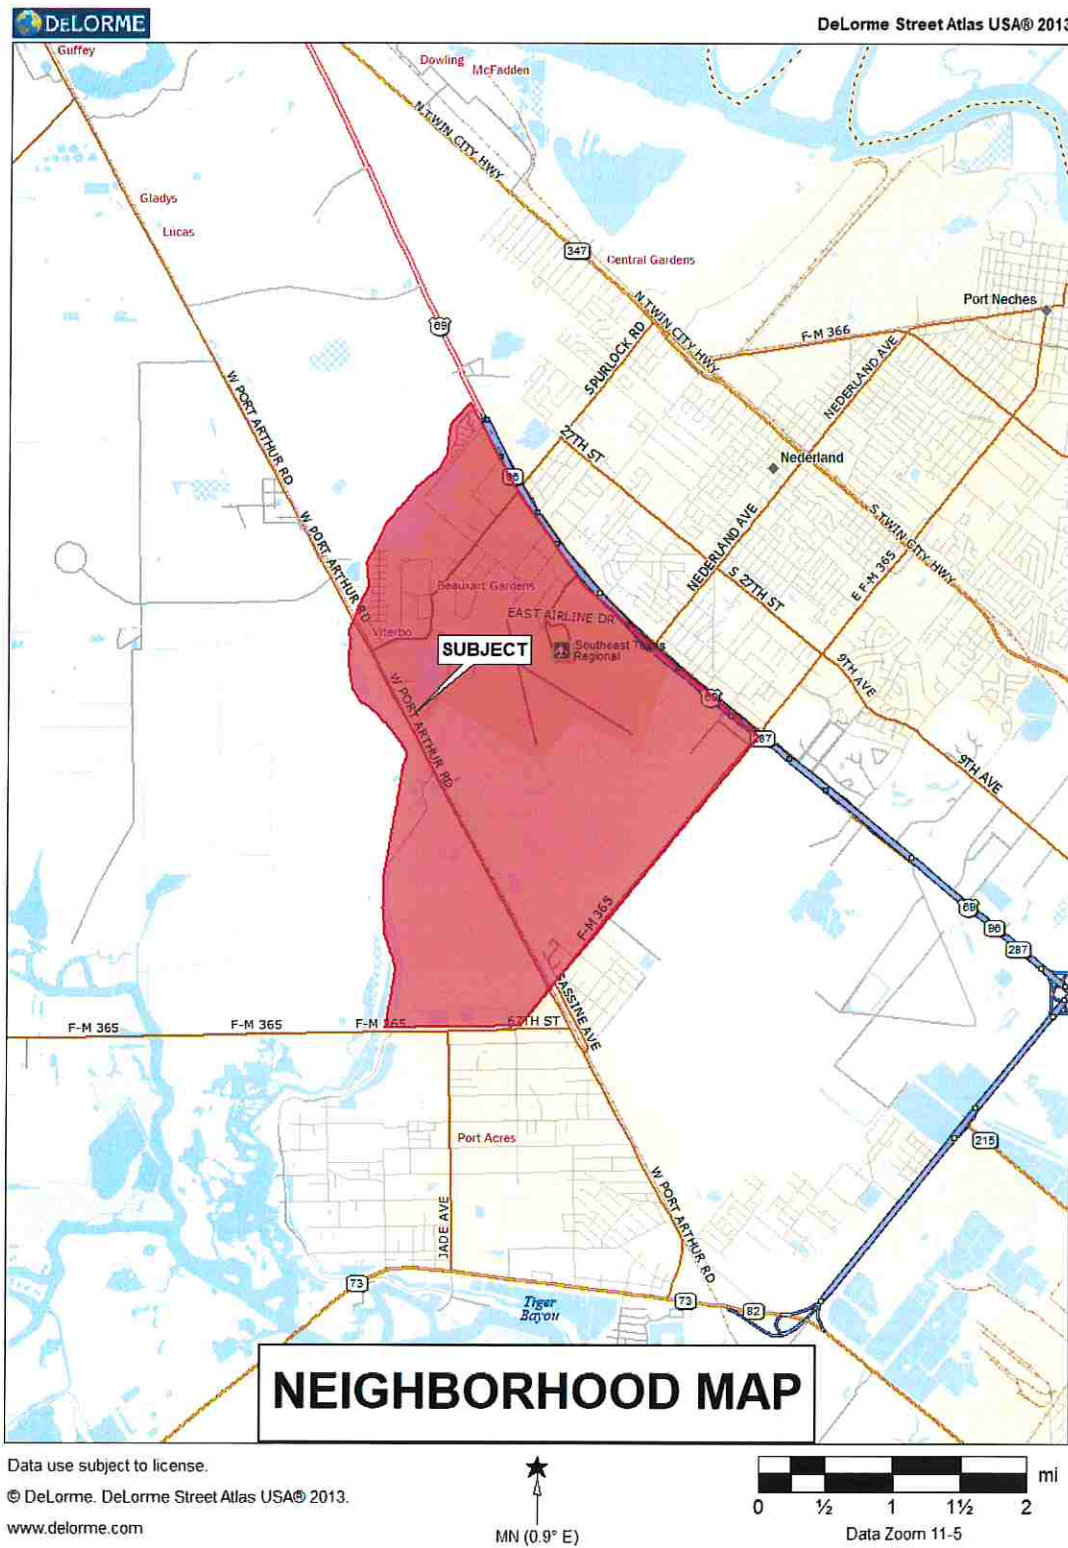 DELORME
DeLorme Street Atlas USA® 2013
Guffey
Dowling
McFadden
N TWIN CITY HWY
Gladys
Lucas
347
Central Gardens
Port Neches
69
N TWIN CITY HWY
F-M 366
SPURLOCK RD
NEDERLAND AVE
W PORT ARTHUR RD
27TH ST
Nederland
96
W PORT ARTHUR RD
NEDERLAND AVE
S TWIN CITY HWY
S 27TH ST
E F-M 365
Beauxart Gardens
EAST AIRLINE DR
Viterbo
SUBJECT
Southeast Texas
Regional
9TH AVE
W PORT ARTHUR RD
69
287
9TH AVE
F-M 365
69
96
287
SASSINE AVE
F-M 365
F-M 365
F-M 365
67TH ST
Port Acres
215
JADE AVE
W PORT ARTHUR RD
73
Tiger
Bayou
73
82
NEIGHBORHOOD MAP
Data use subject to license.
© DeLorme. DeLorme Street Atlas USA® 2013.
www.delorme.com
MN (0.9° E)
mi
0 ½ 1 1½ 2
Data Zoom 11-5